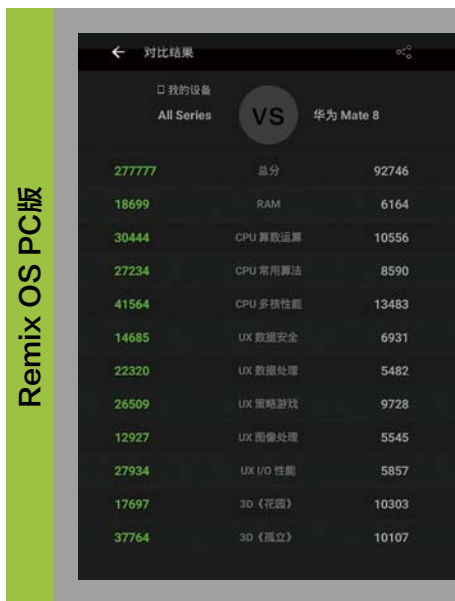 Remix OS PC版
对比结果
我的设备
All Series
VS
华为 Mate 8
277777 总分 92746
18699 RAM 6164
30444 CPU 算数运算 10556
27234 CPU 常用算法 8590
41564 CPU 多核性能 13483
14685 UX 数据安全 6931
22320 UX 数据处理 5482
26509 UX 策略游戏 9728
12927 UX 图像处理 5545
27934 UX I/O 性能 5857
17697 3D《花园》 10303
37764 3D《孤立》 10107